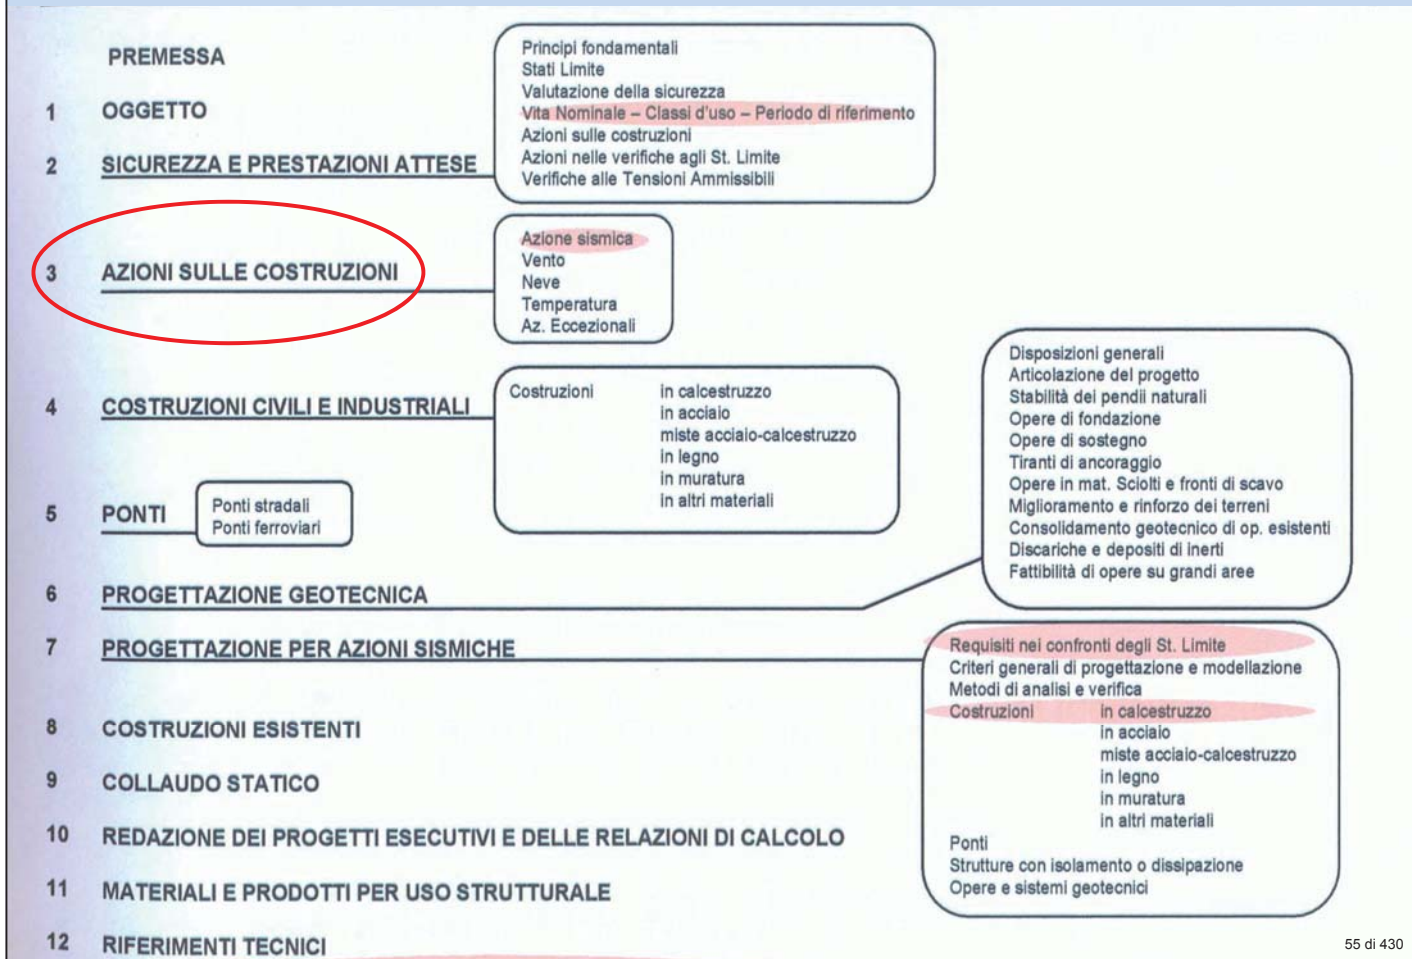 PREMESSA
1 OGGETTO
2 SICUREZZA E PRESTAZIONI ATTESE
Principi fondamentali
Stati Limite
Valutazione della sicurezza
Vita Nominale – Classi d'uso – Periodo di riferimento
Azioni sulle costruzioni
Azioni nelle verifiche agli St. Limite
Verifiche alle Tensioni Ammissibili
3 AZIONI SULLE COSTRUZIONI
Azione sismica
Vento
Neve
Temperatura
Az. Eccezionali
4 COSTRUZIONI CIVILI E INDUSTRIALI
Costruzioni in calcestruzzo
in acciaio
miste acciaio-calcestruzzo
in legno
in muratura
in altri materiali
5 PONTI
Ponti stradali
Ponti ferroviari
6 PROGETTAZIONE GEOTECNICA
Disposizioni generali
Articolazione del progetto
Stabilità dei pendii naturali
Opere di fondazione
Opere di sostegno
Tiranti di ancoraggio
Opere in mat. Sciolti e fronti di scavo
Miglioramento e rinforzo dei terreni
Consolidamento geotecnico di op. esistenti
Discariche e depositi di inerti
Fattibilità di opere su grandi aree
7 PROGETTAZIONE PER AZIONI SISMICHE
Requisiti nei confronti degli St. Limite
Criteri generali di progettazione e modellazione
Metodi di analisi e verifica
Costruzioni in calcestruzzo
in acciaio
miste acciaio-calcestruzzo
in legno
in muratura
in altri materiali
Ponti
Strutture con isolamento o dissipazione
Opere e sistemi geotecnici
8 COSTRUZIONI ESISTENTI
9 COLLAUDO STATICO
10 REDAZIONE DEI PROGETTI ESECUTIVI E DELLE RELAZIONI DI CALCOLO
11 MATERIALI E PRODOTTI PER USO STRUTTURALE
12 RIFERIMENTI TECNICI
55 di 430